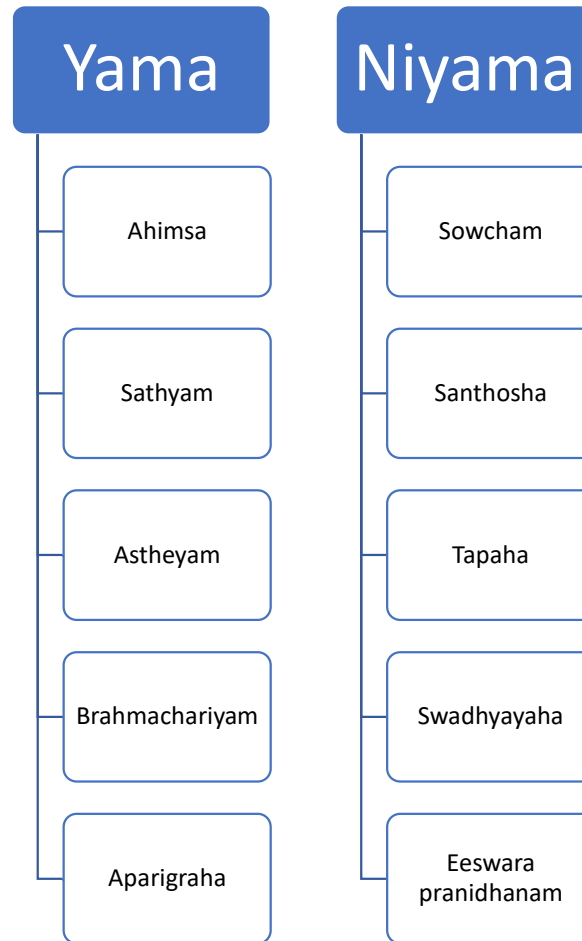 Yama
Ahimsa
Sathyam
Astheyam
Brahmachariyam
Aparigraha
Niyama
Sowcham
Santhosha
Tapaha
Swadhyayaha
Eeswara
pranidhanam